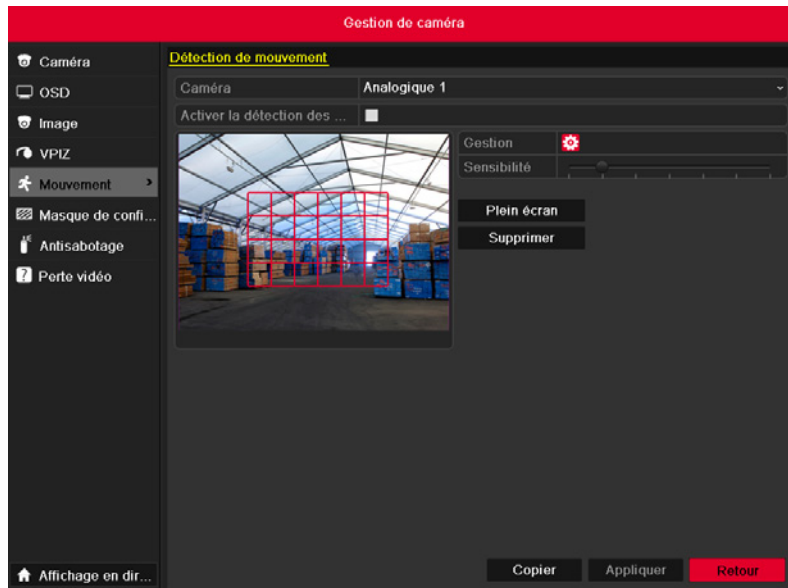 Gestion de caméra
Caméra
OSD
Image
VPIZ
Mouvement
Masque de confi...
Antisabotage
Perte vidéo
Affichage en dir...
Détection de mouvement
Caméra
Analogique 1
Activer la détection des ...
Gestion
Sensibilité
Plein écran
Supprimer
Copier
Appliquer
Retour